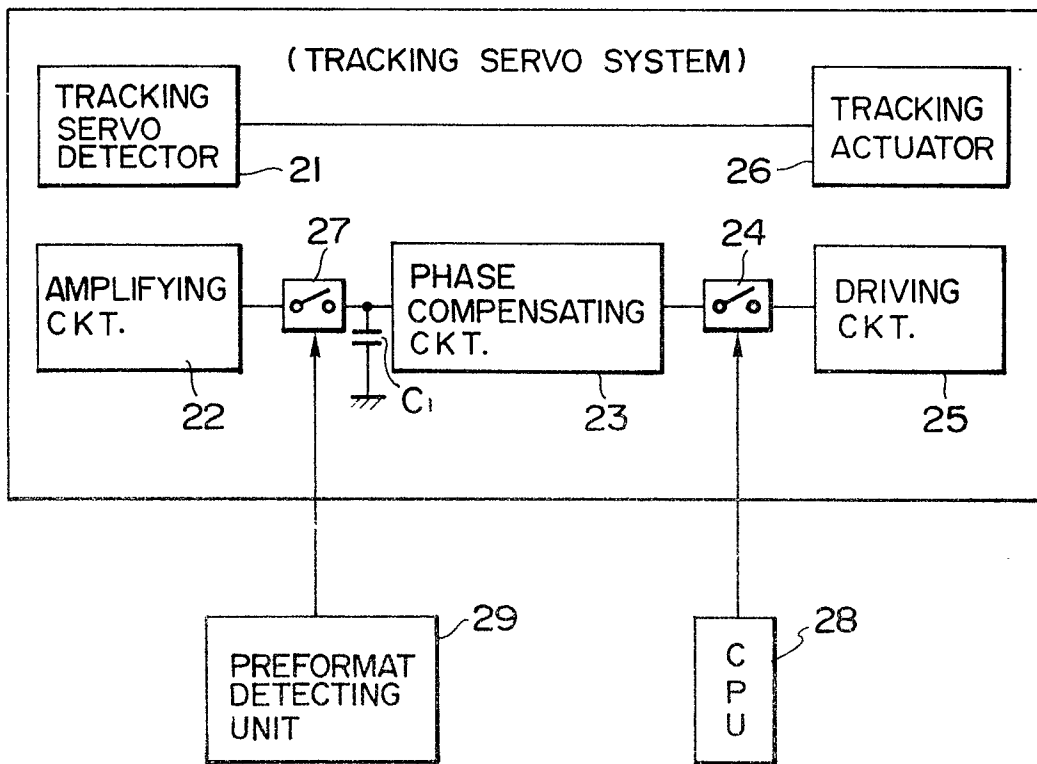 (TRACKING SERVO SYSTEM)
TRACKING
SERVO
DETECTOR
21
TRACKING
ACTUATOR
26
AMPLIFYING
CKT.
22
27
C1
PHASE
COMPENSATING
CKT.
23
24
DRIVING
CKT.
25
PREFORMAT
DETECTING
UNIT
29
C
P
U
28